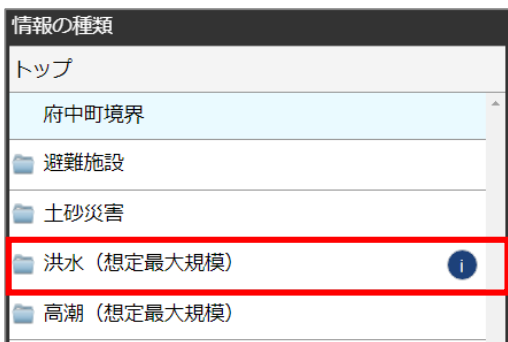 情報の種類
トップ
府中町境界
避難施設
土砂災害
洪水（想定最大規模）
i
高潮（想定最大規模）